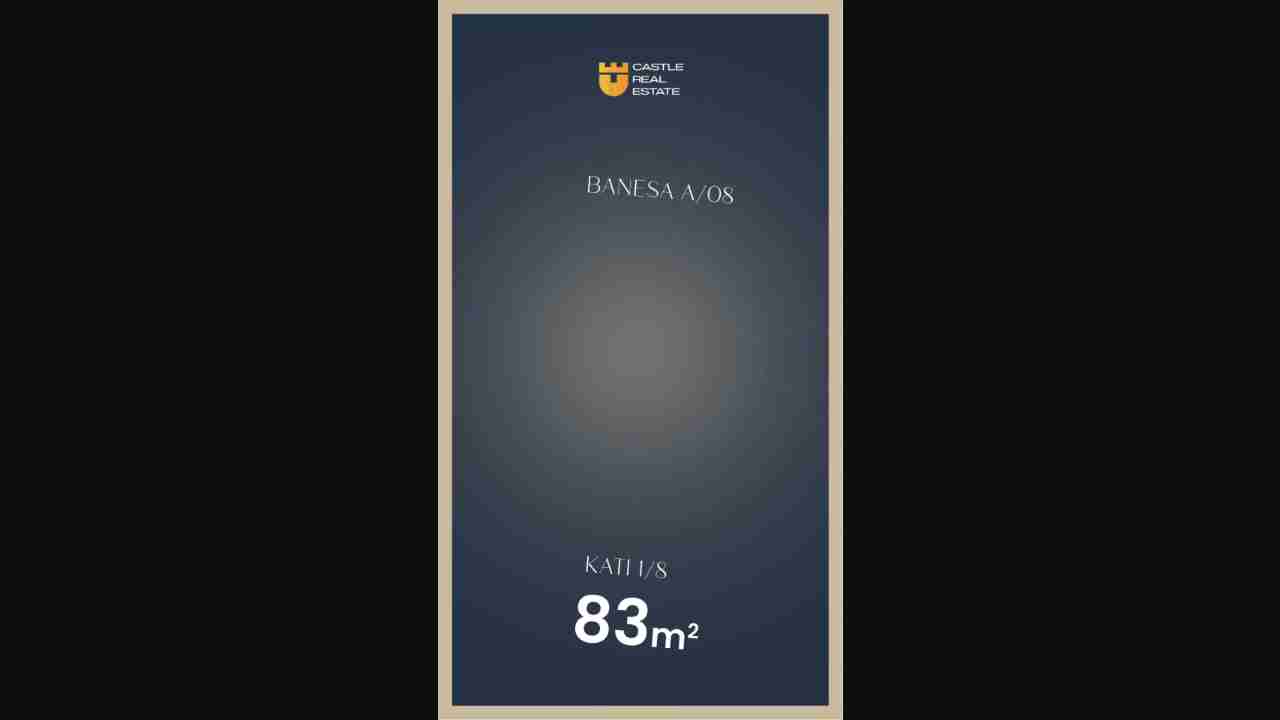 CASTLE
REAL
ESTATE
BANESA A/08
KATI 1/8
83m²